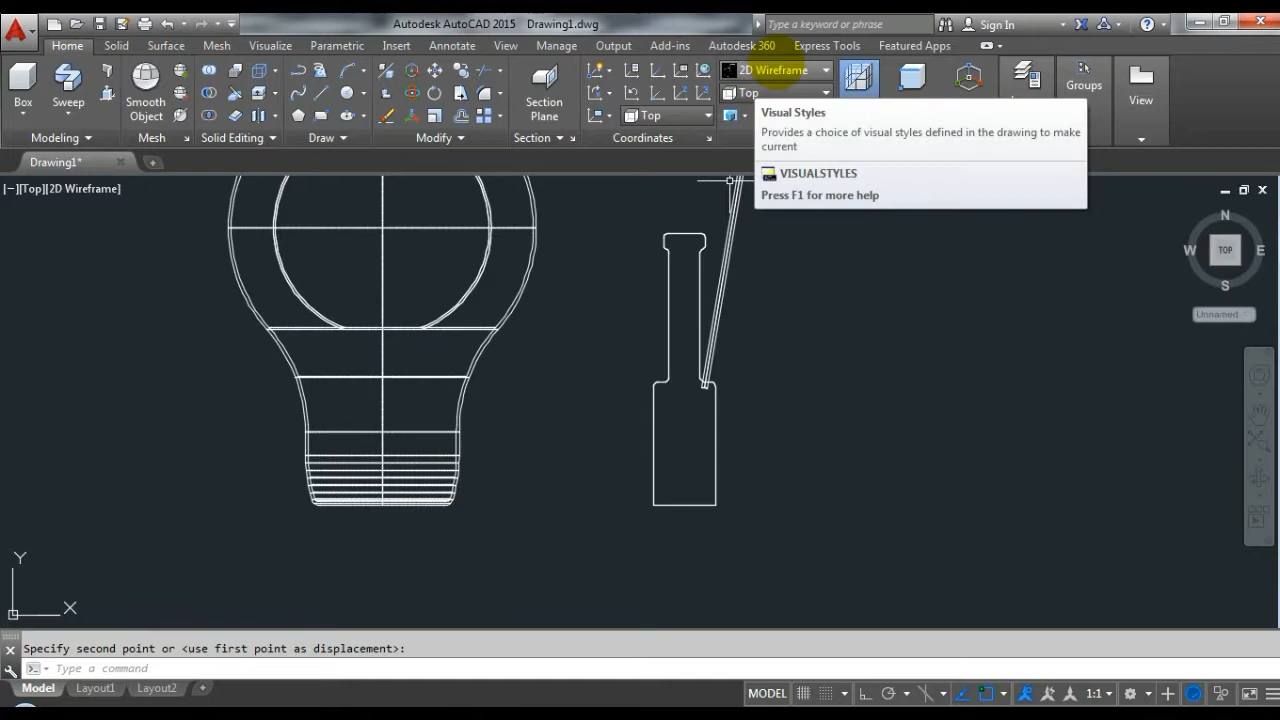 Autodesk AutoCAD 2015 Drawing1.dwg
Type a keyword or phrase
Sign In
Home Solid Surface Mesh Visualize Parametric Insert Annotate View Manage Output Add-ins Autodesk 360 Express Tools Featured Apps
2D Wireframe
Top
Box
Sweep
Smooth
Object
Section
Plane
Top
Groups
View
Modeling
Mesh
Solid Editing
Draw
Modify
Section
Coordinates
Visual Styles
Provides a choice of visual styles defined in the drawing to make
current
VISUALSTYLES
Press F1 for more help
Drawing1*
[−][Top][2D Wireframe]
N
W TOP E
S
Unnamed
Y
X
Specify second point or <use first point as displacement>:
Type a command
Model Layout1 Layout2
MODEL
1:1